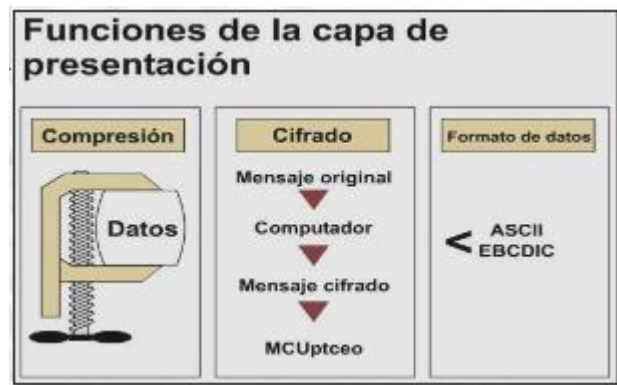 Funciones de la capa de
presentación
Compresión
Datos
Cifrado
Mensaje original
Computador
Mensaje cifrado
MCUptceo
Formato de datos
< ASCII
EBCDIC